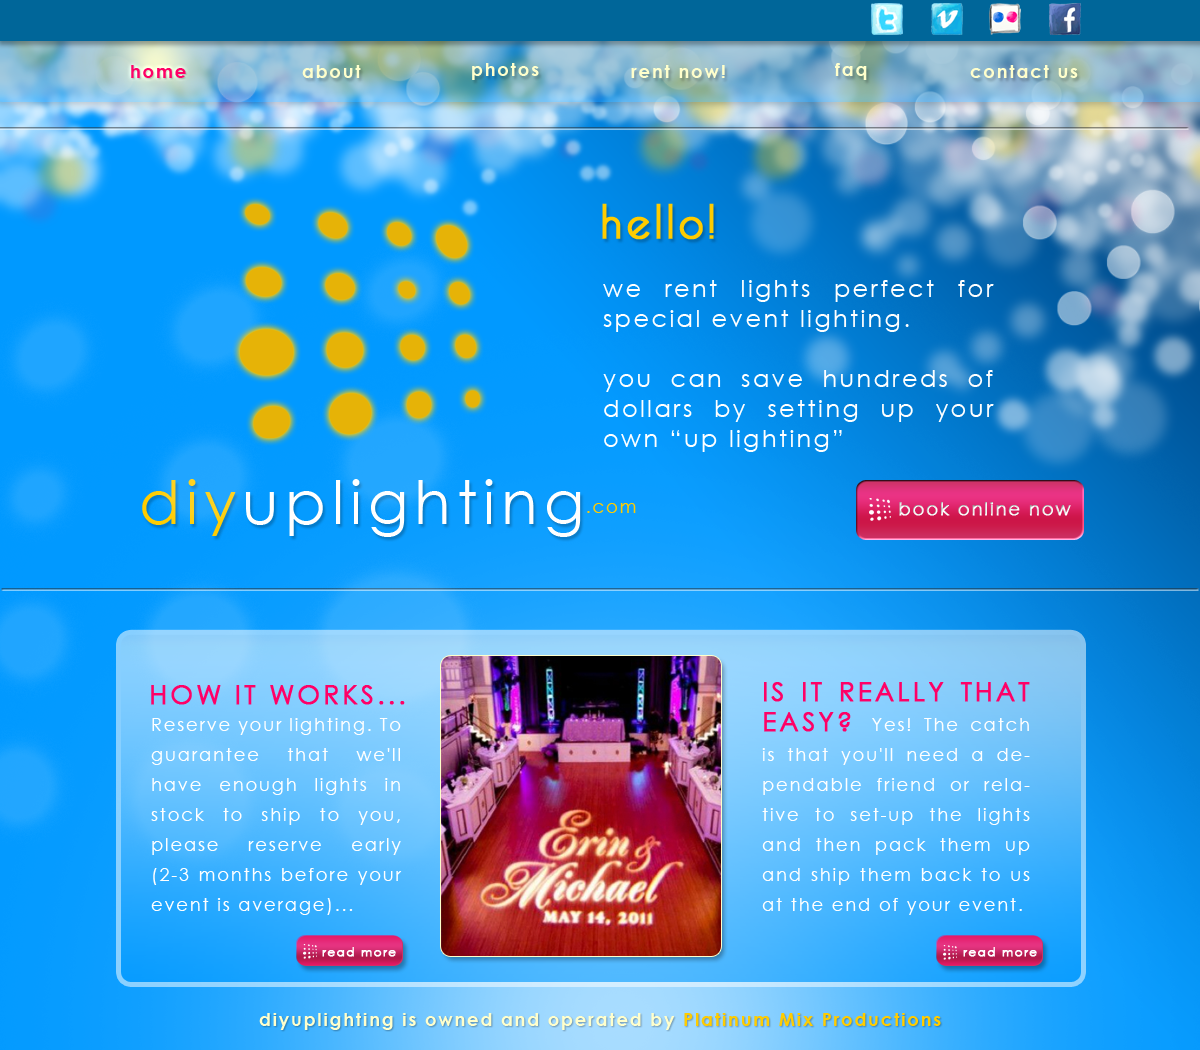 home about photos rent now! faq contact us
hello!
we rent lights perfect for
special event lighting.
you can save hundreds of
dollars by setting up your
own “up lighting”
diyuplighting.com
book online now
HOW IT WORKS...
Reserve your lighting. To
guarantee that we'll
have enough lights in
stock to ship to you,
please reserve early
(2-3 months before your
event is average)...
read more
Erin &
Michael
MAY 14, 2011
IS IT REALLY THAT
EASY? Yes! The catch
is that you'll need a de-
pendable friend or rela-
tive to set-up the lights
and then pack them up
and ship them back to us
at the end of your event.
read more
diyuplighting is owned and operated by Platinum Mix Productions